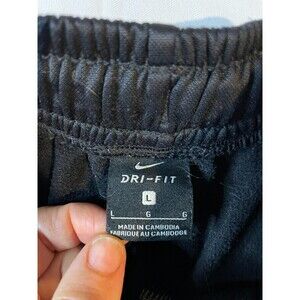 DRI-FIT
L
L G G
MADE IN CAMBODIA
FABRIQUÉ AU CAMBODGE